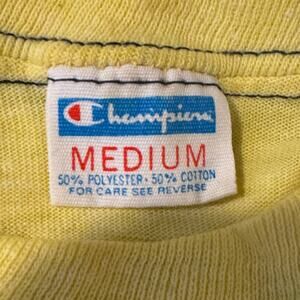 Champion
MEDIUM
50% POLYESTER · 50% COTTON
FOR CARE SEE REVERSE